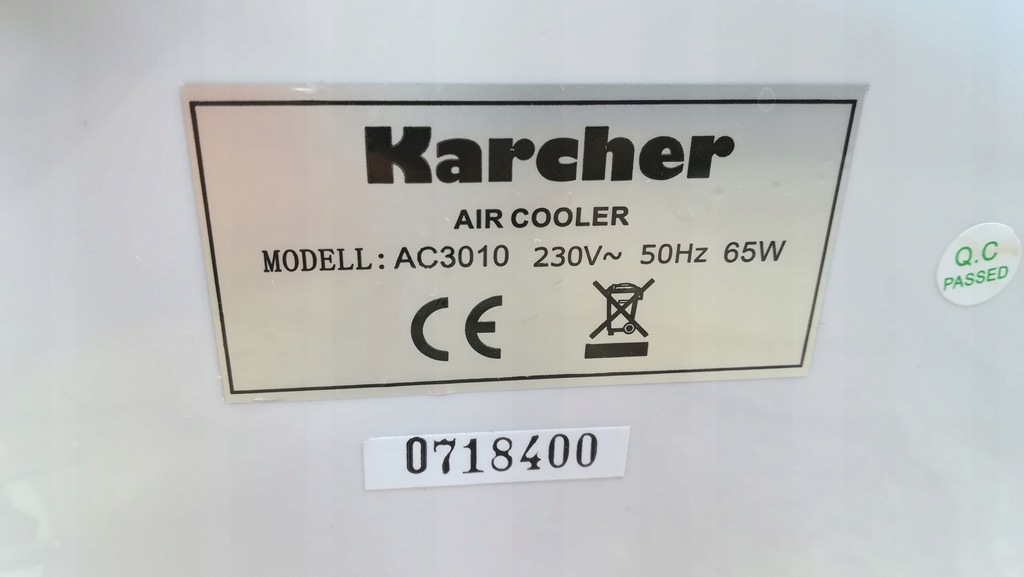 Karcher
AIR COOLER
MODELL: AC3010 230V~ 50Hz 65W
CE
Q.C
PASSED
0718400